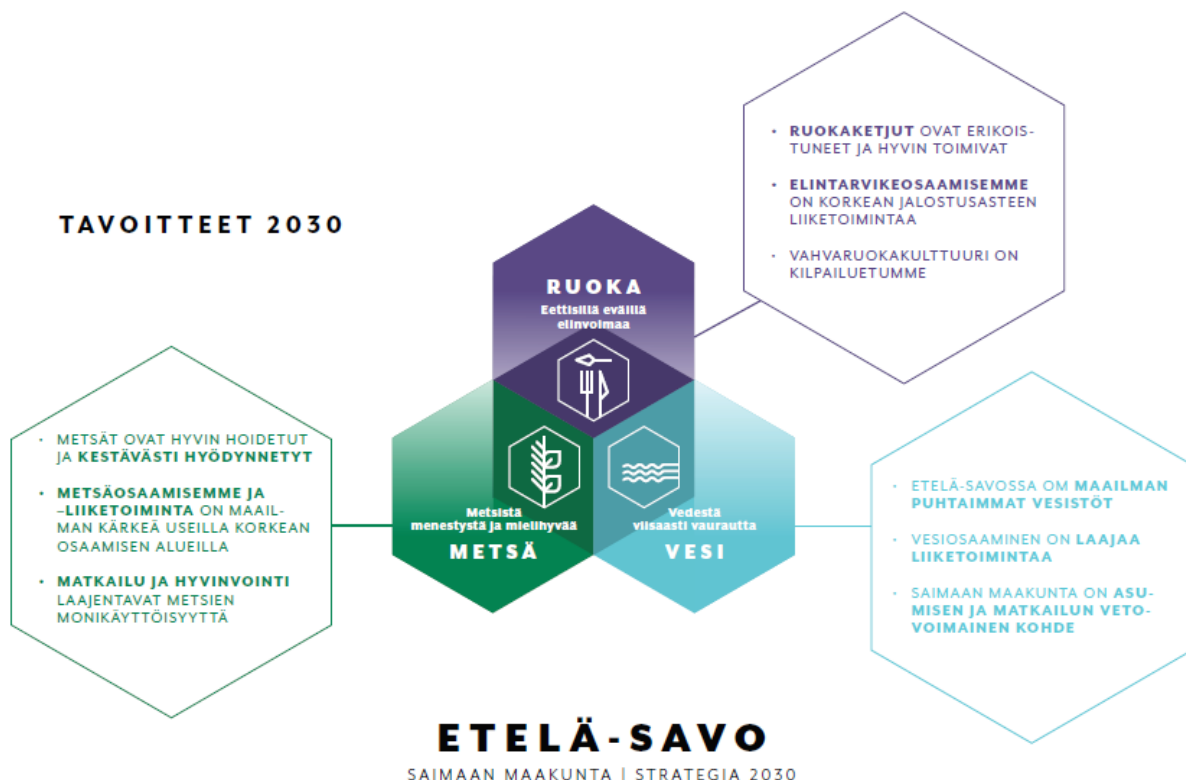 TAVOITTEET 2030
• RUOKAKETJUT OVAT ERIKOIS-
TUNEET JA HYVIN TOIMIVAT
• ELINTARVIKEOSAAMISEMME
ON KORKEAN JALOSTUSASTEEN
LIIKETOIMINTAA
• VAHVARUOKAKULTTUURI ON
KILPAILUETUMME
RUOKA
Eettisillä eväillä
elinvoimaa
• METSÄT OVAT HYVIN HOIDETUT
JA KESTÄVÄSTI HYÖDYNNETYT
• METSÄOSAAMISEMME JA
–LIIKETOIMINTA ON MAAIL-
MAN KÄRKEÄ USEILLA KORKEAN
OSAAMISEN ALUEILLA
• MATKAILU JA HYVINVOINTI
LAAJENTAVAT METSIEN
MONIKÄYTTÖISYYTTÄ
Metsistä
menestystä ja mielihyvää
METSÄ
Vedestä
viisaasti vaurautta
VESI
• ETELÄ-SAVOSSA OM MAAILMAN
PUHTAIMMAT VESISTÖT
• VESIOSAAMINEN ON LAAJAA
LIIKETOIMINTAA
• SAIMAAN MAAKUNTA ON ASU-
MISEN JA MATKAILUN VETO-
VOIMAINEN KOHDE
ETELÄ-SAVO
SAIMAAN MAAKUNTA | STRATEGIA 2030